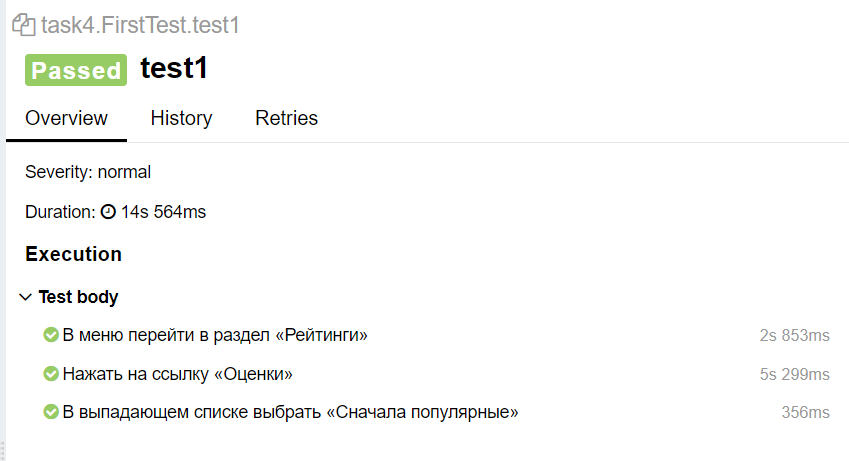 task4.FirstTest.test1
Passed test1
Overview History Retries
Severity: normal
Duration: 14s 564ms
Execution
Test body
В меню перейти в раздел «Рейтинги» 2s 853ms
Нажать на ссылку «Оценки» 5s 299ms
В выпадающем списке выбрать «Сначала популярные» 356ms